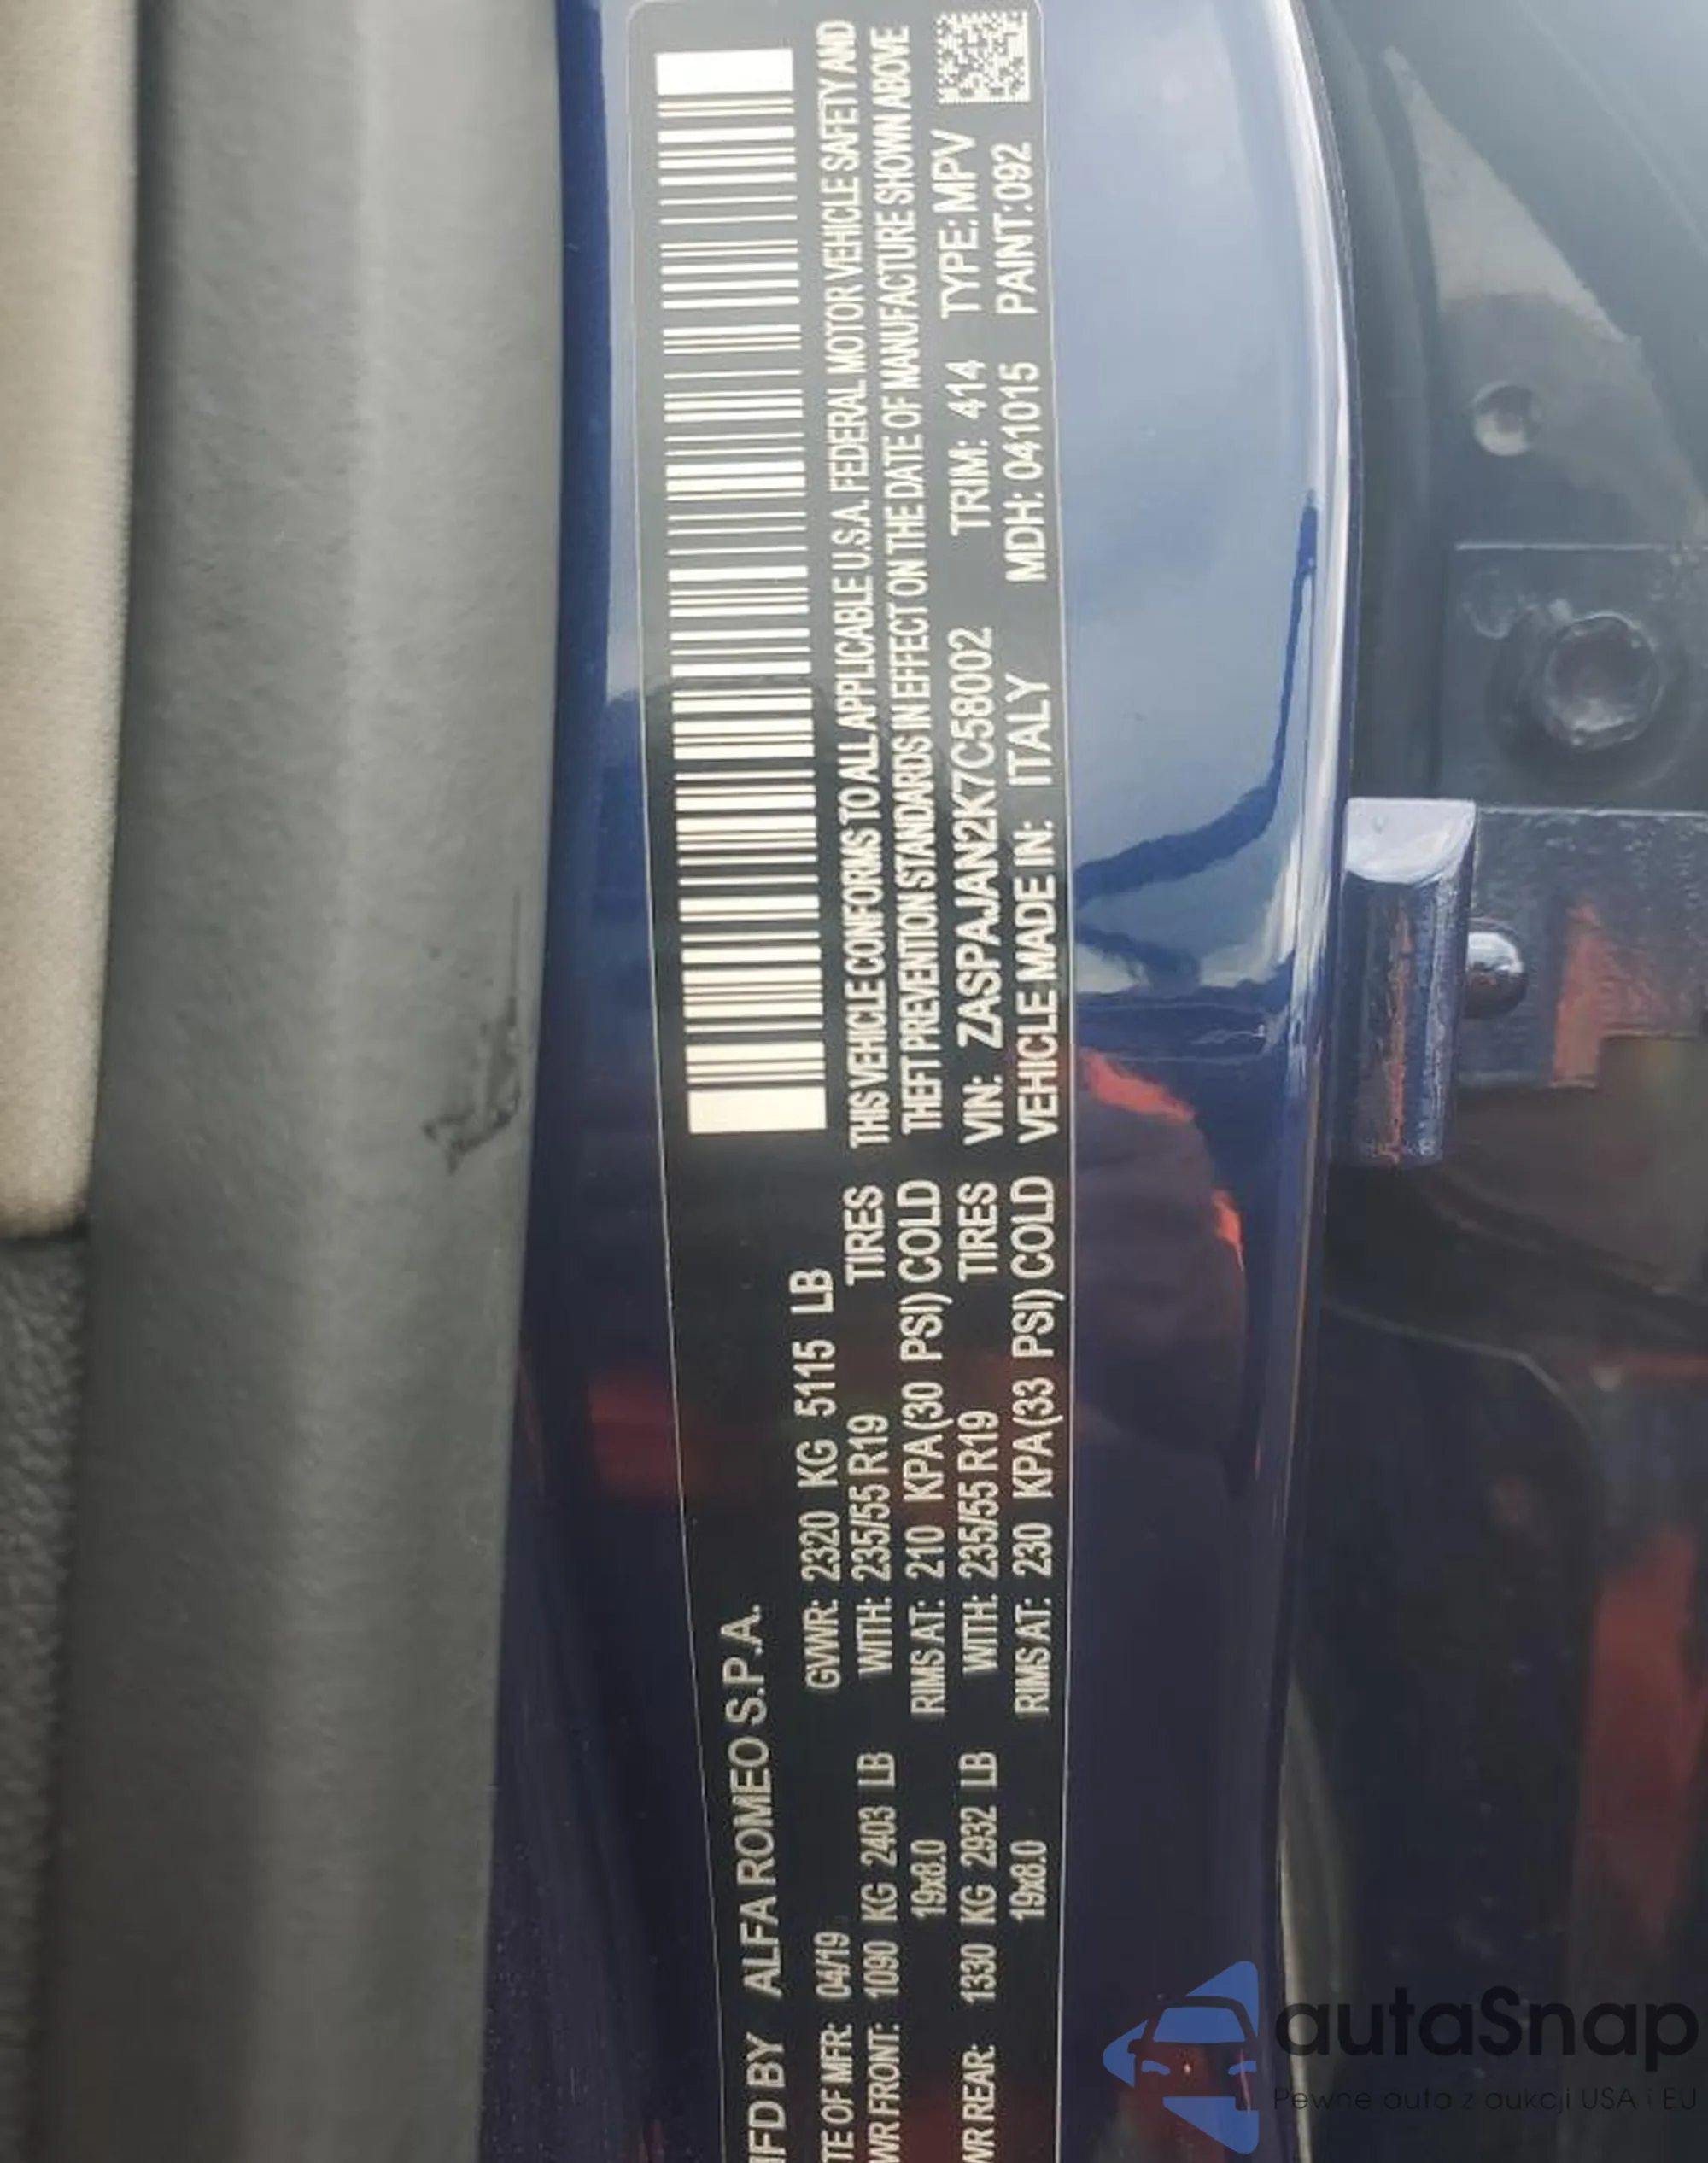 MFD BY ALFA ROMEO S.P.A.
TE OF MFR: 04/19 GVWR: 2320 KG 5115 LB
WR FRONT: 1090 KG 2403 LB WITH: 235/55 R19 TIRES
19x8.0 RIMS AT: 210 KPA(30 PSI) COLD
WR REAR: 1330 KG 2932 LB WITH: 235/55 R19 TIRES
19x8.0 RIMS AT: 230 KPA(33 PSI) COLD
THIS VEHICLE CONFORMS TO ALL APPLICABLE U.S.A. FEDERAL MOTOR VEHICLE SAFETY AND
THEFT PREVENTION STANDARDS IN EFFECT ON THE DATE OF MANUFACTURE SHOWN ABOVE
VIN: ZASPAJAN2K7C58002 TRIM: 414 TYPE: MPV
VEHICLE MADE IN: ITALY MDH: 041015 PAINT: 092
autaSnap
Pewne auta z aukcji USA i EU